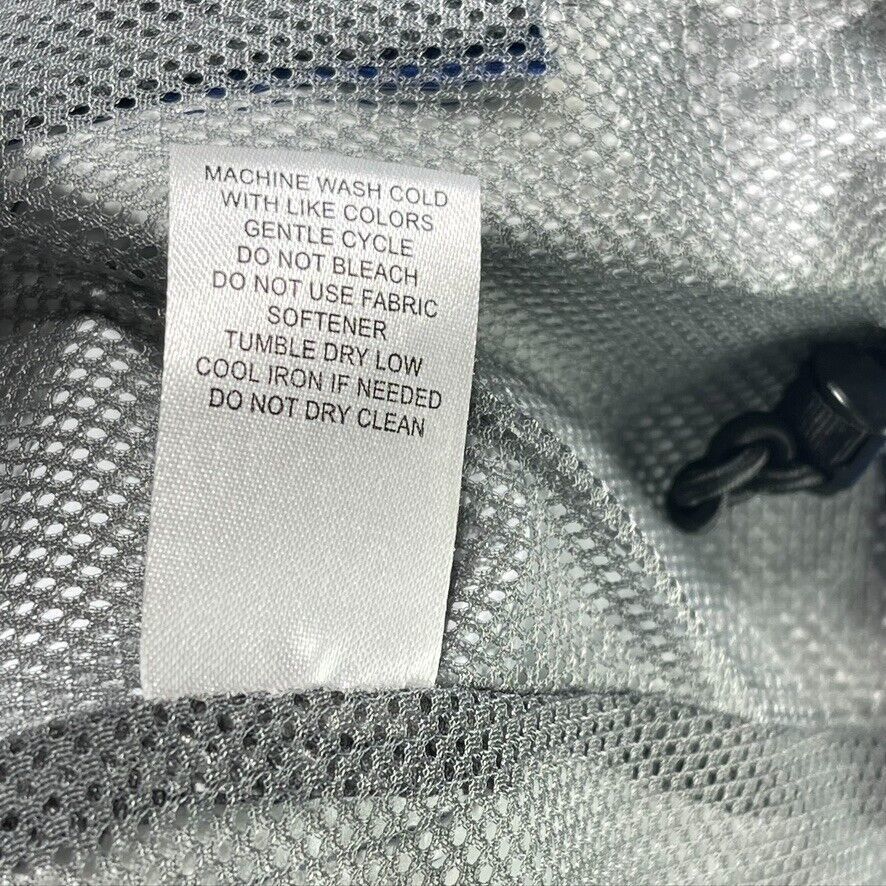 MACHINE WASH COLD
WITH LIKE COLORS
GENTLE CYCLE
DO NOT BLEACH
DO NOT USE FABRIC
SOFTENER
TUMBLE DRY LOW
COOL IRON IF NEEDED
DO NOT DRY CLEAN